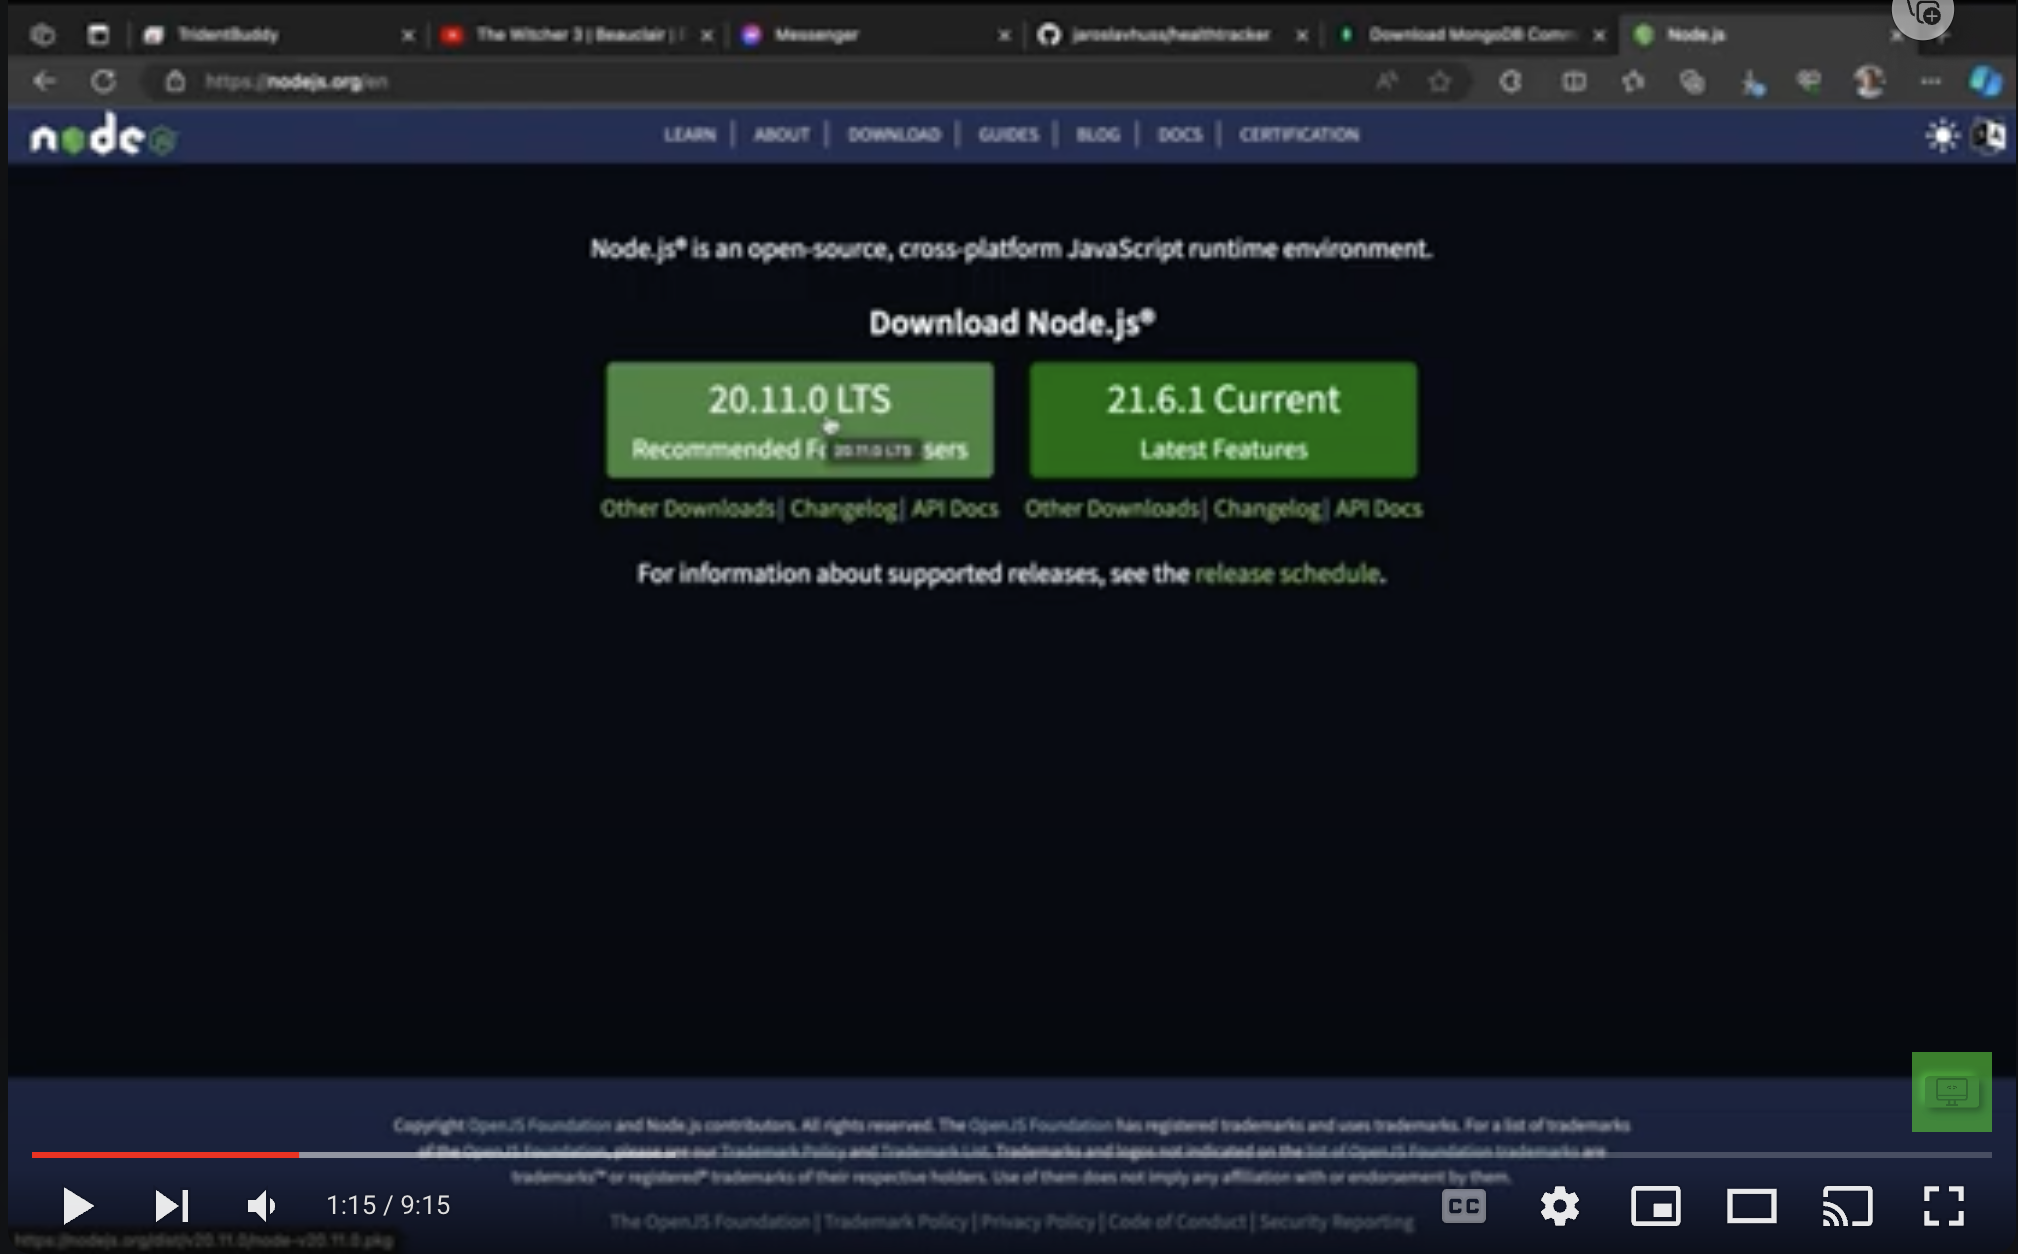 TridentBuddy
The Witcher 3 | Beauclair |
Messenger
jaroslavhuss/healthtracker
Download MongoDB Comm
Node.js
https://nodejs.org/en
node
LEARN | ABOUT | DOWNLOAD | GUIDES | BLOG | DOCS | CERTIFICATION
Node.js® is an open-source, cross-platform JavaScript runtime environment.
Download Node.js®
20.11.0 LTS
Recommended Fo sers
20.11.0 LTS
21.6.1 Current
Latest Features
Other Downloads | Changelog | API Docs
Other Downloads | Changelog | API Docs
For information about supported releases, see the release schedule.
Copyright OpenJS Foundation and Node.js contributors. All rights reserved. The OpenJS Foundation has registered trademarks and uses trademarks. For a list of trademarks
of the OpenJS Foundation, please see our Trademark Policy and Trademark List. Trademarks and logos not indicated on the list of OpenJS Foundation trademarks are
trademarks™ or registered® trademarks of their respective holders. Use of them does not imply any affiliation with or endorsement by them.
1:15 / 9:15
CC
The OpenJS Foundation | Trademark Policy | Privacy Policy | Code of Conduct | Security Reporting
https://nodejs.org/dist/v20.11.0/node-v20.11.0.pkg